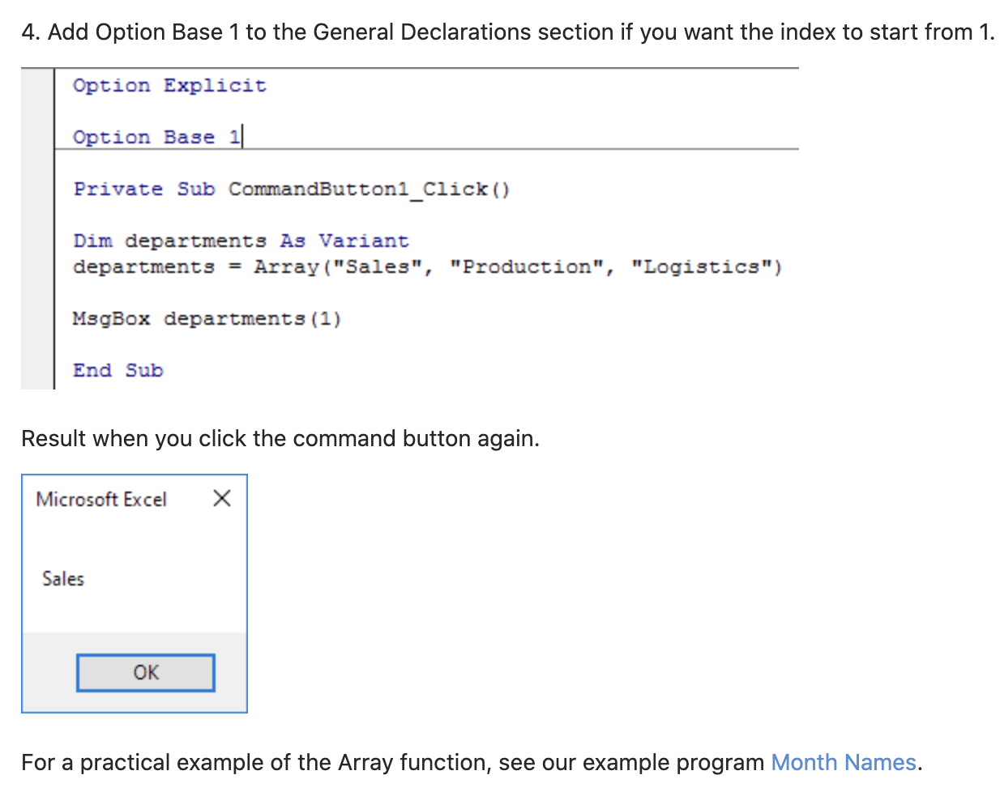 4. Add Option Base 1 to the General Declarations section if you want the index to start from 1.
Option Explicit
Option Base 1
Private Sub CommandButton1_Click()
Dim departments As Variant
departments = Array("Sales", "Production", "Logistics")
MsgBox departments(1)
End Sub
Result when you click the command button again.
Microsoft Excel
Sales
OK
For a practical example of the Array function, see our example program Month Names.